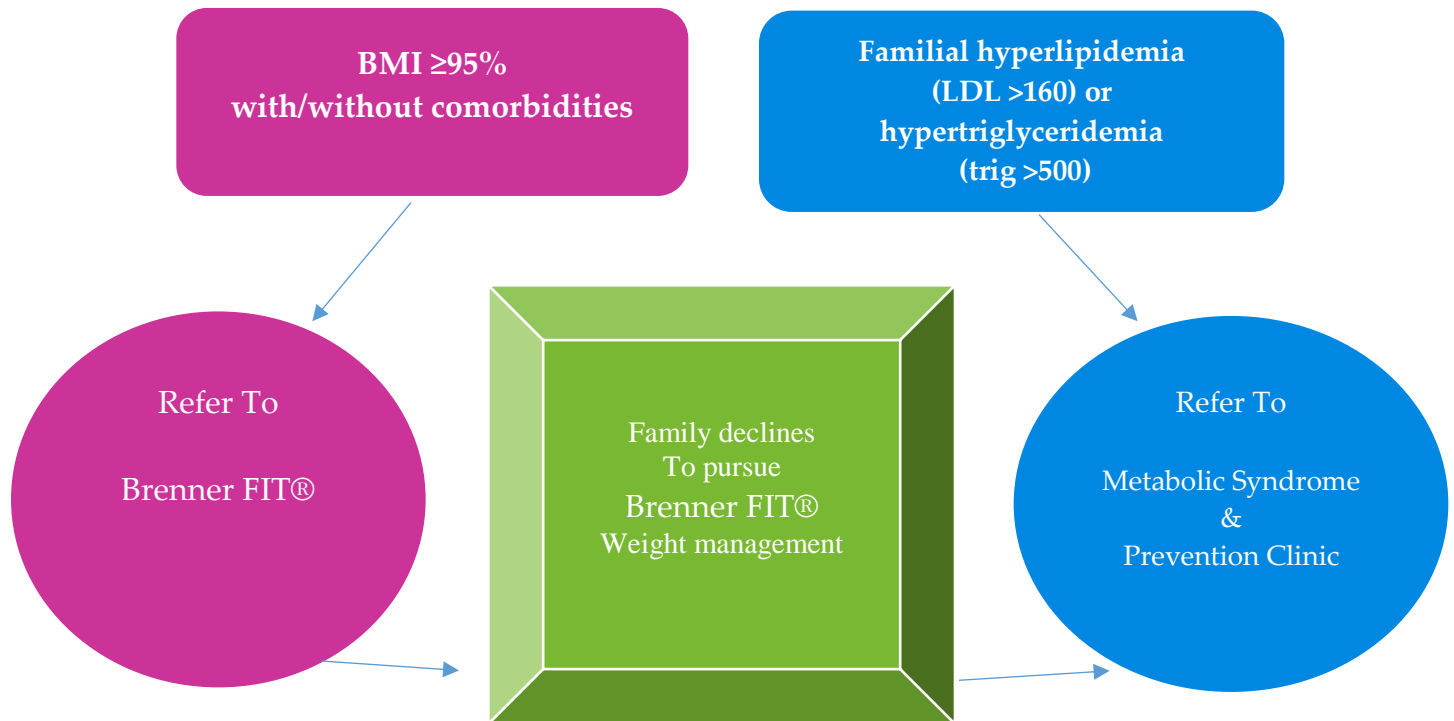 BMI ≥95%
with/without comorbidities
Familial hyperlipidemia
(LDL >160) or
hypertriglyceridemia
(trig >500)
Refer To
Brenner FIT®
Family declines
To pursue
Brenner FIT®
Weight management
Refer To
Metabolic Syndrome
&
Prevention Clinic